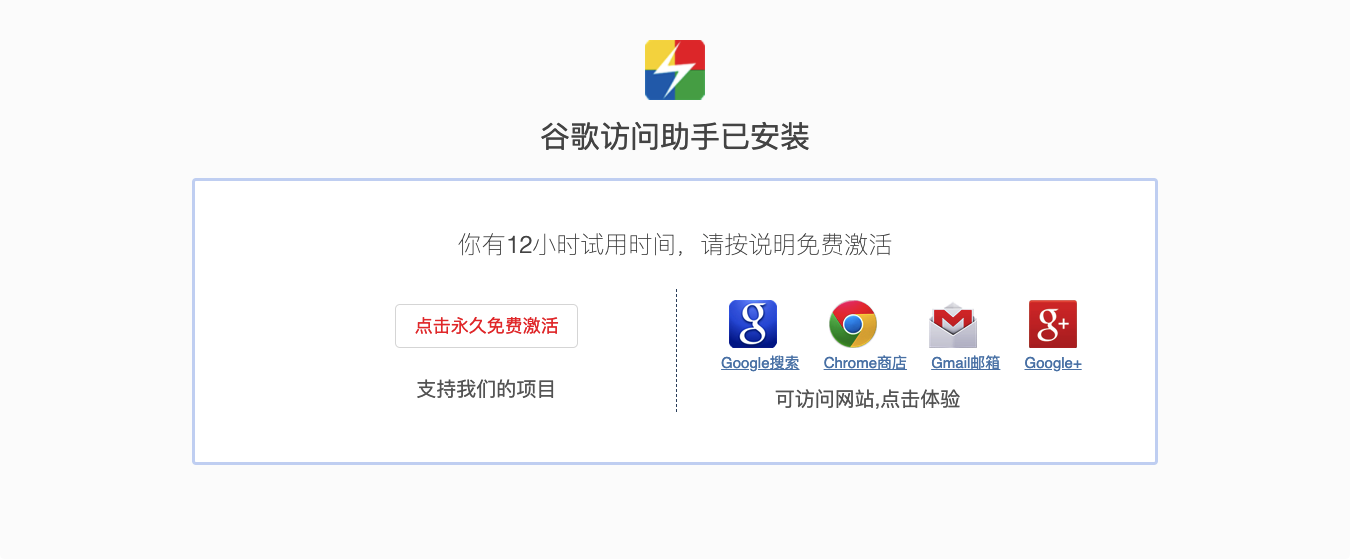 谷歌访问助手已安装
你有12小时试用时间，请按说明免费激活
点击永久免费激活
支持我们的项目
Google搜索 Chrome商店 Gmail邮箱 Google+
可访问网站,点击体验